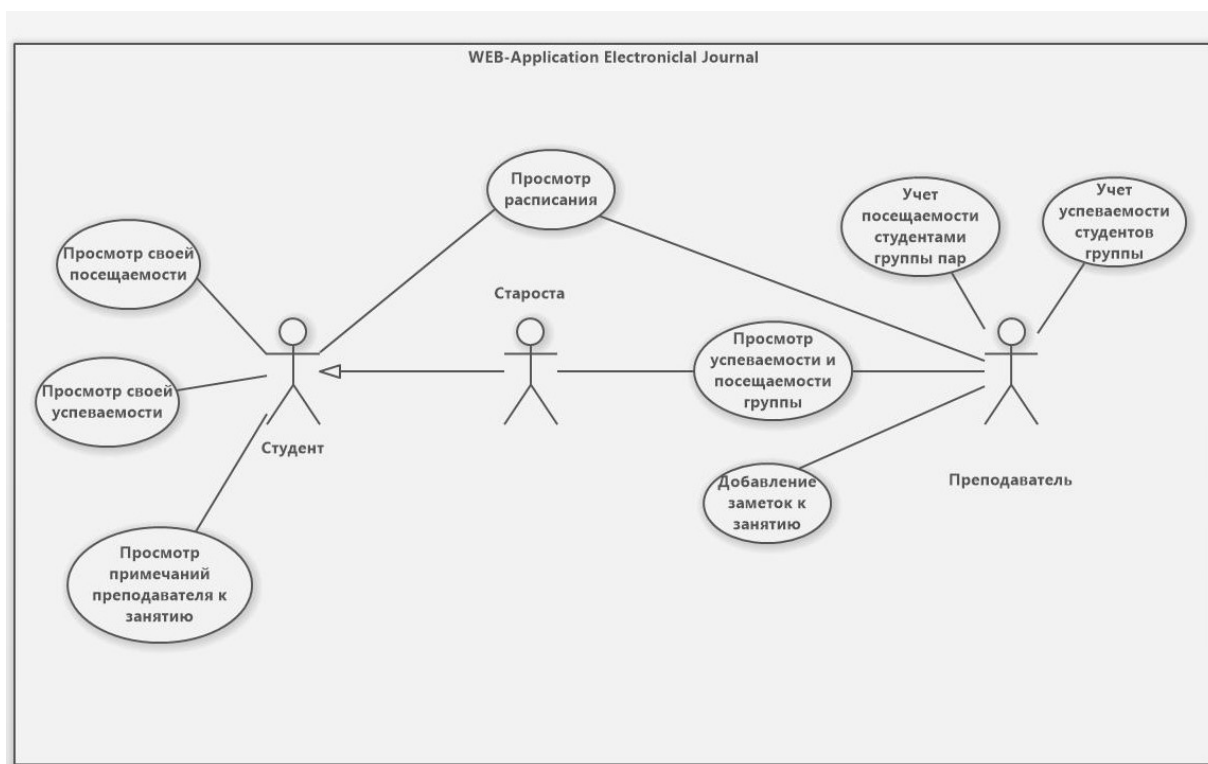 WEB-Application Electroniclal Journal
Просмотр
расписания
Учет
посещаемости
студентами
группы пар
Учет
успеваемости
студентов
группы
Просмотр своей
посещаемости
Староста
Просмотр
успеваемости и
посещаемости
группы
Просмотр своей
успеваемости
Студент
Преподаватель
Добавление
заметок к
занятию
Просмотр
примечаний
преподавателя к
занятию